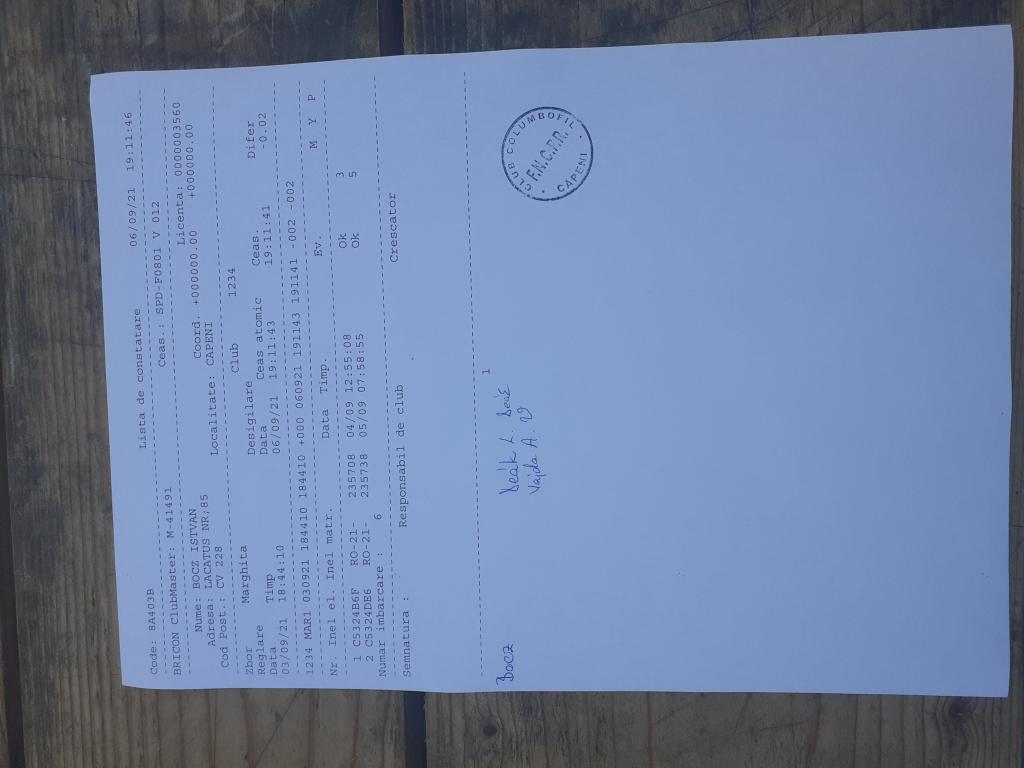 Lista de constatare 06/09/21 19:11:46
Code: 8A403B Ceas.: SPD-F0801 V 012
--------------------------------------------------------------------------------
BRICON ClubMaster: M-41491 Licenta: 0000003560
--------------------------------------------------------------------------------
Nume: BOCZ ISTVAN Coord. +000000.00 +000000.00
Adresa: LACATUS NR;85 Localitate: CAPENI
Cod Post.: CV 228
--------------------------------------------------------------------------------
Club 1234
Zbor Marghita Desigilare
Reglare Data Ceas atomic Ceas. Difer
Data Timp 06/09/21 19:11:43 19:11:41 -0.02
03/09/21 18:44:10
--------------------------------------------------------------------------------
1234 MAR1 030921 184410 184410 +000 060921 191143 191141 -002 -002
--------------------------------------------------------------------------------
Nr. Inel el. Inel matr. Data Timp. Ev. M Y P
--------------------------------------------------------------------------------
1 C5324B6F RO-21- 235708 04/09 12:55:08 Ok 3
2 C5324DE6 RO-21- 235738 05/09 07:58:55 Ok 5
Numar imbarcare : 6
--------------------------------------------------------------------------------
Semnatura : Responsabil de club Crescator
--------------------------------------------------------------------------------
1
Bocz Deák L.
Vajda A.
CLUB COLUMBOFIL
F.N.C.P.R.
CAPENI